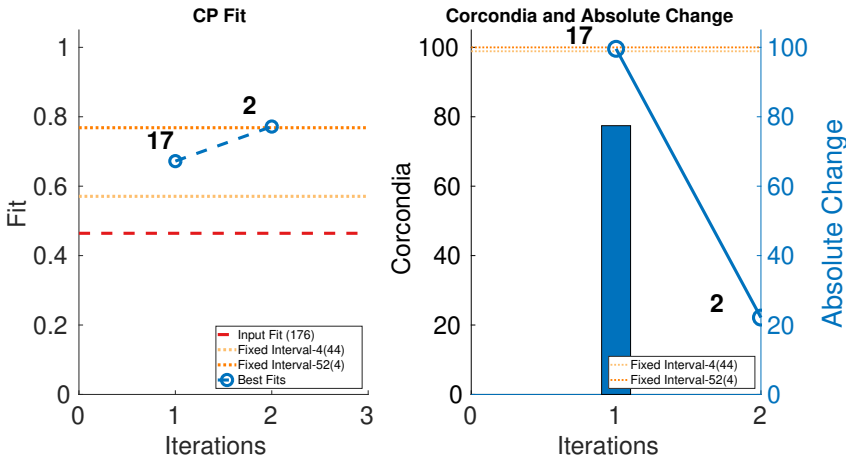 CP Fit
1
0.8
0.6
0.4
0.2
0
Fit
17
2
Input Fit (176)
Fixed Interval-4(44)
Fixed Interval-52(4)
Best Fits
0 1 2 3
Iterations
Corcondia and Absolute Change
100
80
60
40
20
0
Corcondia
17
2
Fixed Interval-4(44)
Fixed Interval-52(4)
0 1 2
Iterations
100
80
60
40
20
0
Absolute Change